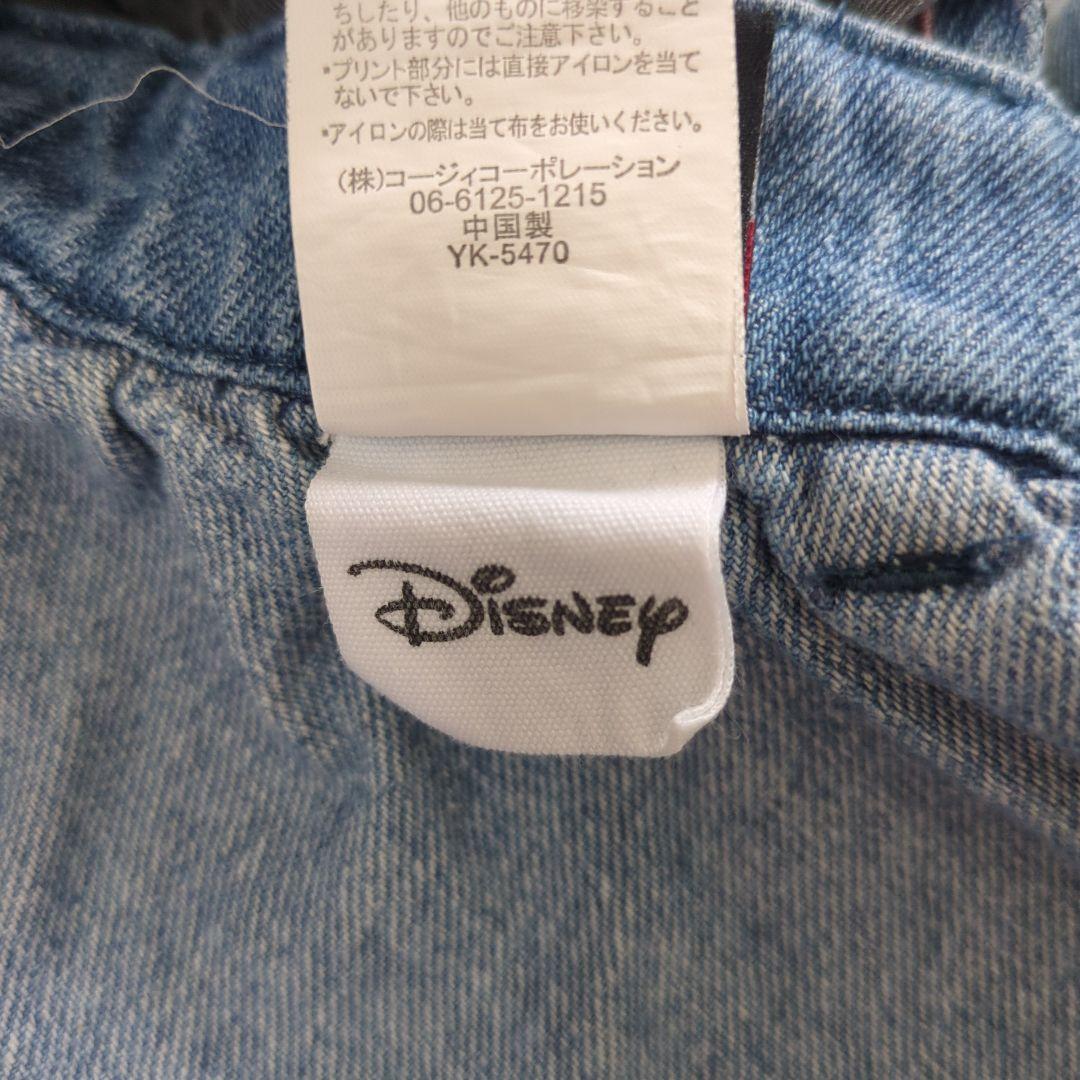 ちしたり、他のものに移染すること
がありますのでご注意下さい。
・プリント部分には直接アイロンを当て
ないで下さい。
・アイロンの際は当て布をお使いください。
(株)コージィコーポレーション
06-6125-1215
中国製
YK-5470
Disney